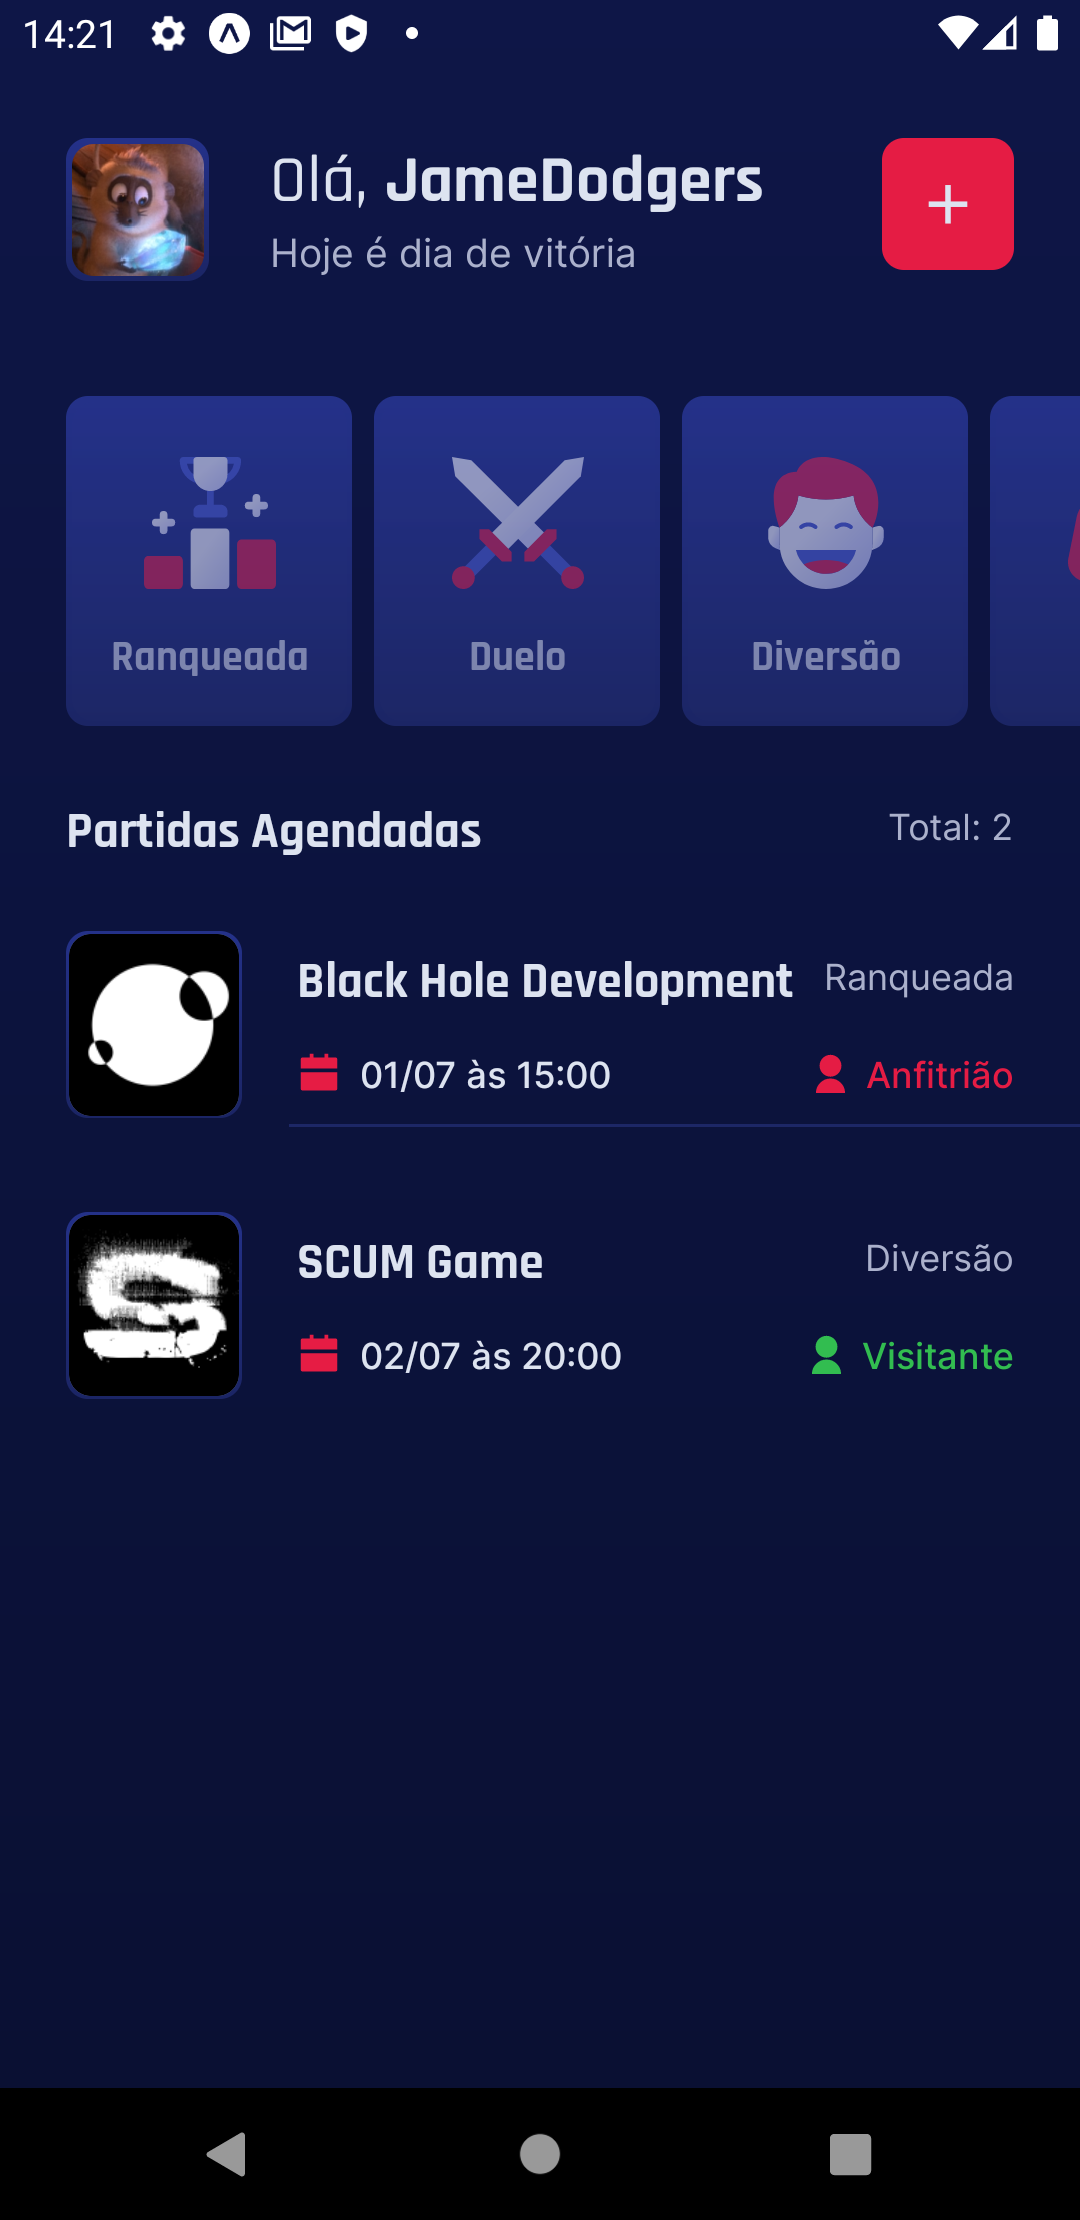 14:21
Olá, JameDodgers
Hoje é dia de vitória
Ranqueada
Duelo
Diversão
Partidas Agendadas
Total: 2
Black Hole Development
Ranqueada
01/07 às 15:00
Anfitrião
SCUM Game
Diversão
02/07 às 20:00
Visitante